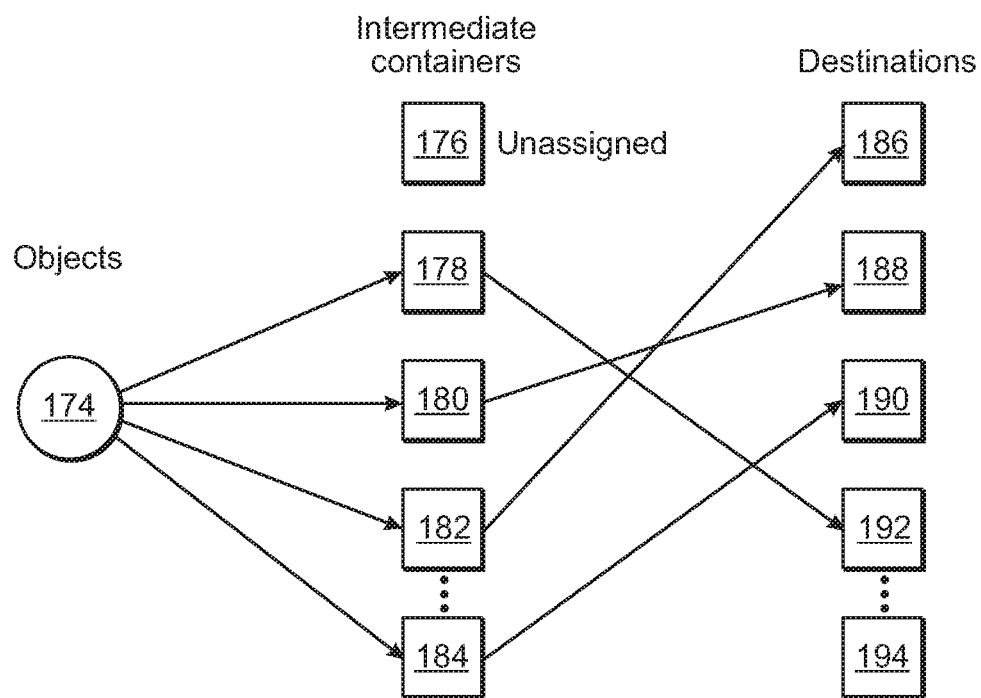 Intermediate
containers
Destinations
176 Unassigned
186
Objects
178
188
174
180
190
182
192
184
194